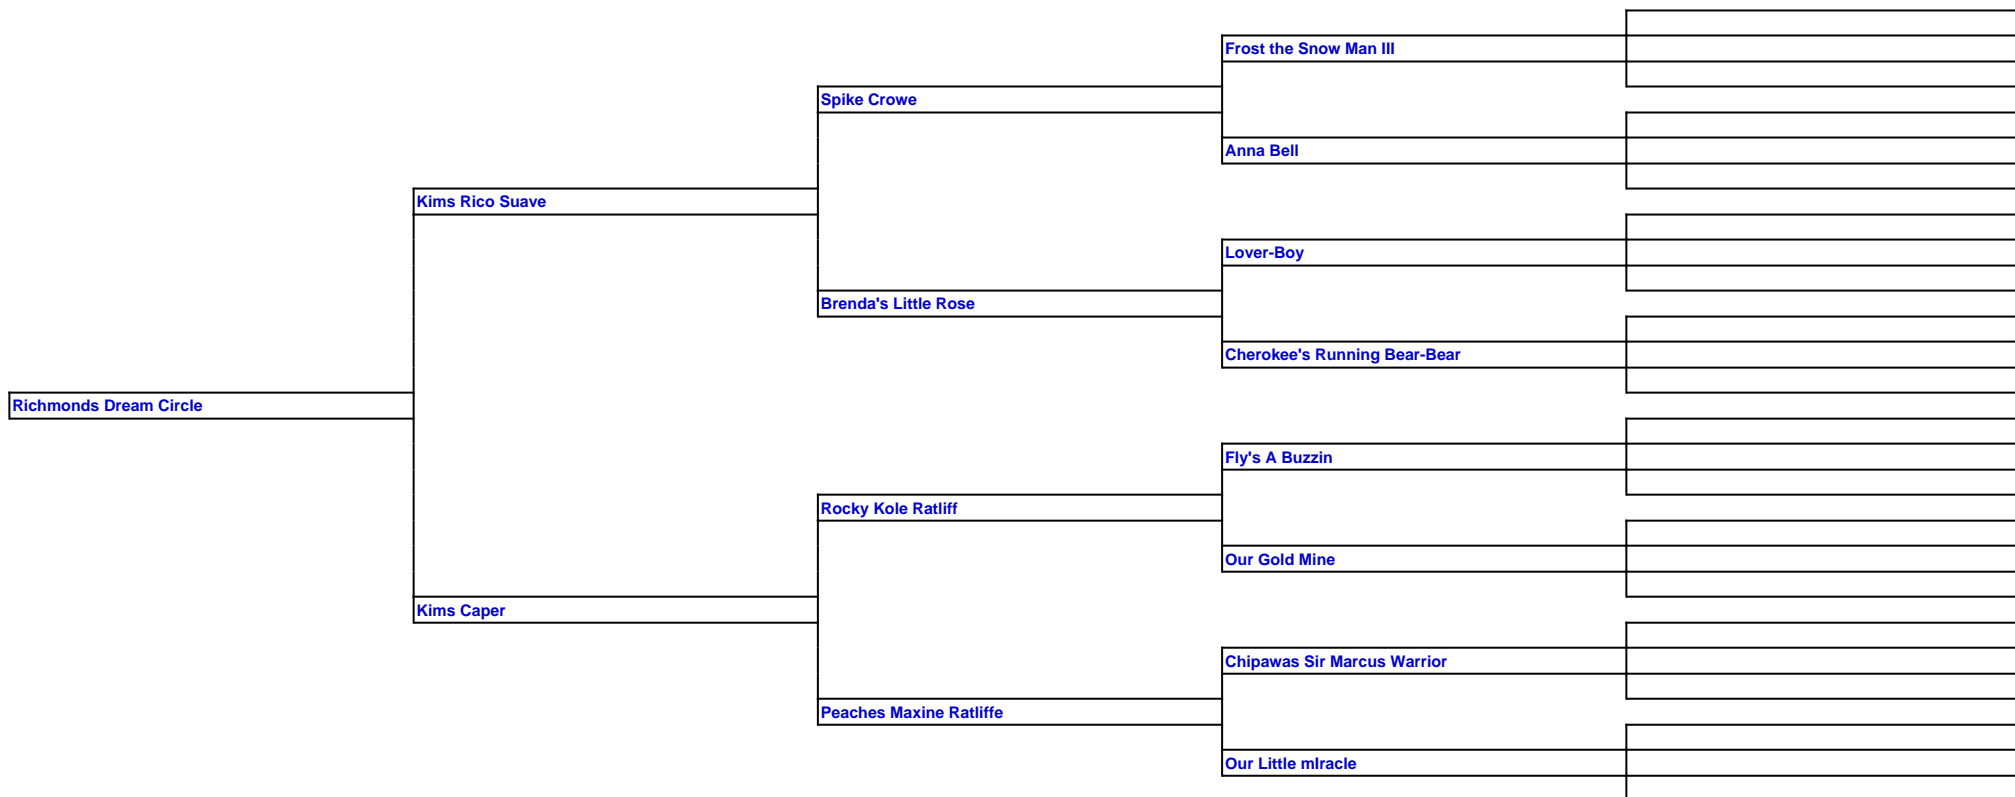 Frost the Snow Man III
Spike Crowe
Anna Bell
Kims Rico Suave
Lover-Boy
Brenda's Little Rose
Cherokee's Running Bear-Bear
Richmonds Dream Circle
Fly's A Buzzin
Rocky Kole Ratliff
Our Gold Mine
Kims Caper
Chipawas Sir Marcus Warrior
Peaches Maxine Ratliffe
Our Little mIracle